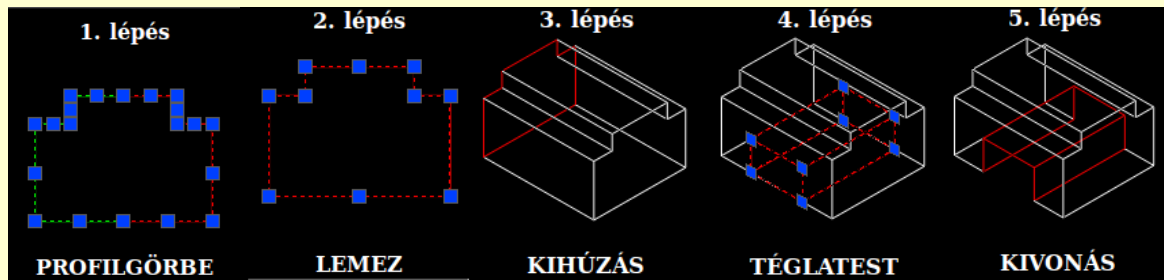 1. lépés
2. lépés
3. lépés
4. lépés
5. lépés
PROFILGÖRBE
LEMEZ
KIHÚZÁS
TÉGLATEST
KIVONÁS